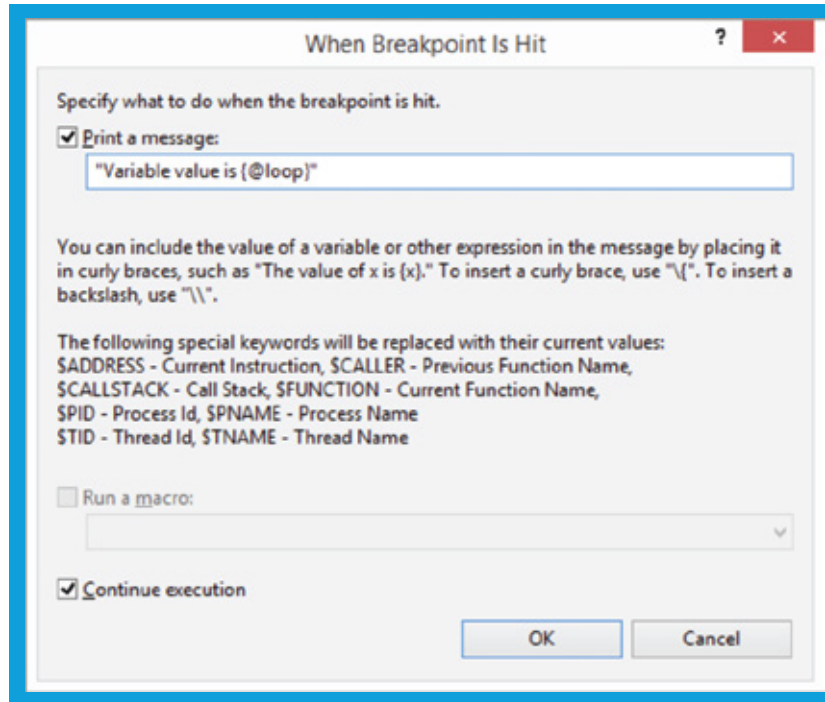 When Breakpoint Is Hit
?
×
Specify what to do when the breakpoint is hit.
Print a message:
"Variable value is {@loop}"
You can include the value of a variable or other expression in the message by placing it
in curly braces, such as "The value of x is {x}." To insert a curly brace, use "\{". To insert a
backslash, use "\\".
The following special keywords will be replaced with their current values:
$ADDRESS - Current Instruction, $CALLER - Previous Function Name,
$CALLSTACK - Call Stack, $FUNCTION - Current Function Name,
$PID - Process Id, $PNAME - Process Name
$TID - Thread Id, $TNAME - Thread Name
Run a macro:
Continue execution
OK Cancel